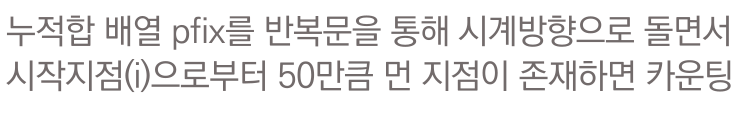 누적합 배열 pfix를 반복문을 통해 시계방향으로 돌면서
시작지점(i)으로부터 50만큼 먼 지점이 존재하면 카운팅